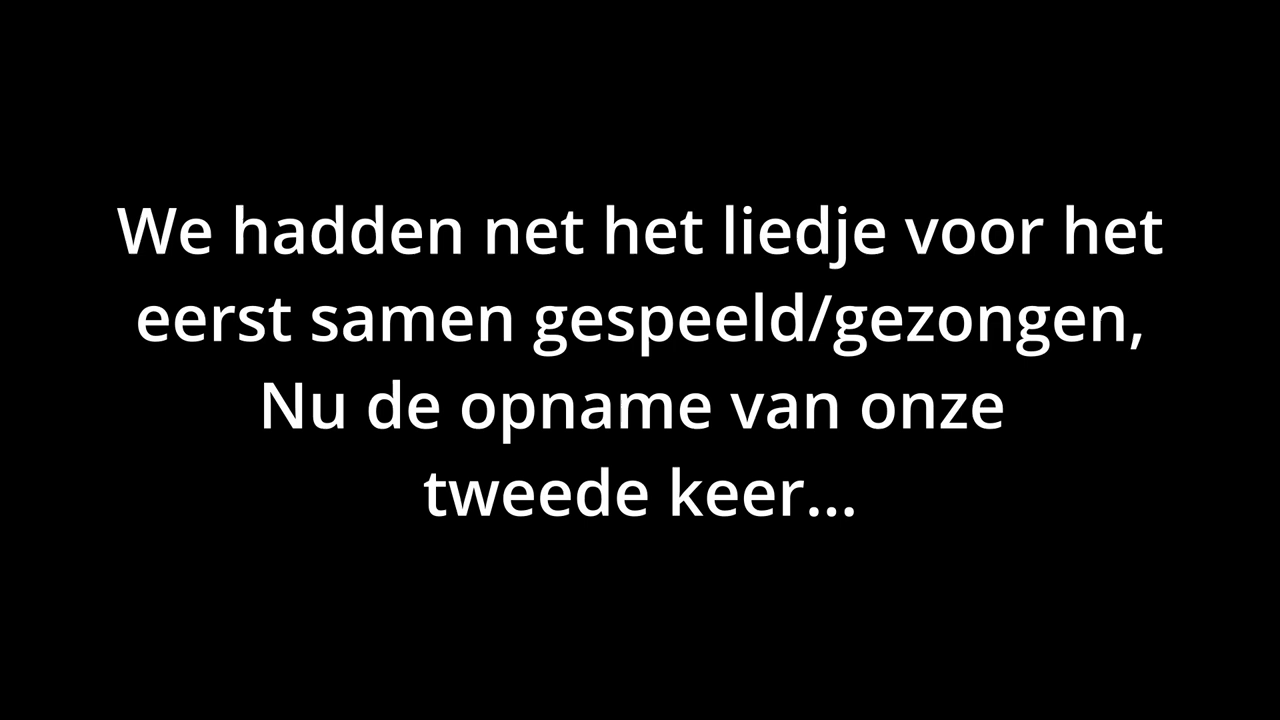 We hadden net het liedje voor het
eerst samen gespeeld/gezongen,
Nu de opname van onze
tweede keer...